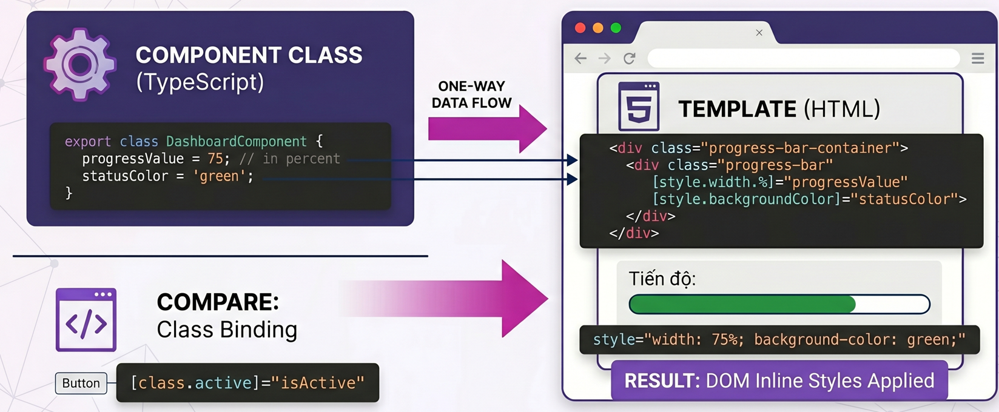 COMPONENT CLASS
(TypeScript)
export class DashboardComponent {
progressValue = 75; // in percent
statusColor = 'green';
}
ONE-WAY
DATA FLOW
TEMPLATE (HTML)
<div class="progress-bar-container">
<div class="progress-bar"
[style.width.%]="progressValue"
[style.backgroundColor]="statusColor">
</div>
</div>
Tiến độ:
style="width: 75%; background-color: green;"
RESULT: DOM Inline Styles Applied
COMPARE:
Class Binding
</>
Button
[class.active]="isActive"